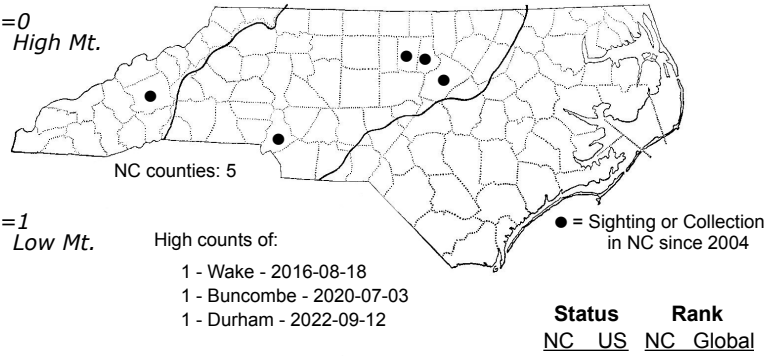 =0
High Mt.
NC counties: 5
=1
Low Mt.
High counts of:
1 - Wake - 2016-08-18
1 - Buncombe - 2020-07-03
1 - Durham - 2022-09-12
● = Sighting or Collection
in NC since 2004
Status Rank
NC US NC Global